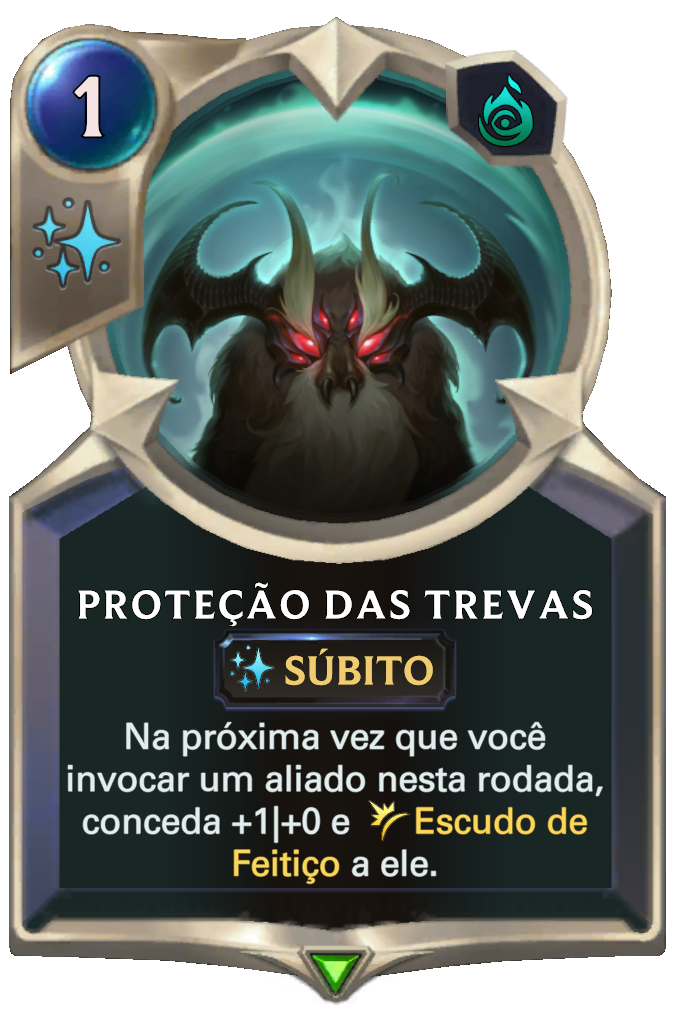 1
PROTEÇÃO DAS TREVAS
SÚBITO
Na próxima vez que você
invocar um aliado nesta rodada,
conceda +1|+0 e Escudo de
Feitiço a ele.